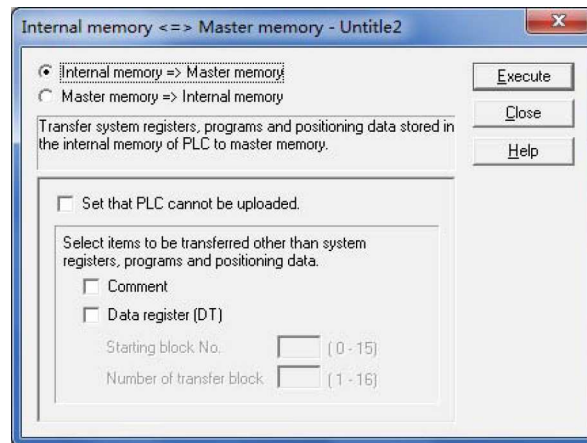 Internal memory <=> Master memory - Untitle2
Internal memory => Master memory
Master memory => Internal memory
Transfer system registers, programs and positioning data stored in
the internal memory of PLC to master memory.
Execute
Close
Help
Set that PLC cannot be uploaded.
Select items to be transferred other than system
registers, programs and positioning data.
Comment
Data register (DT)
Starting block No. ( 0 - 15)
Number of transfer block ( 1 - 16)